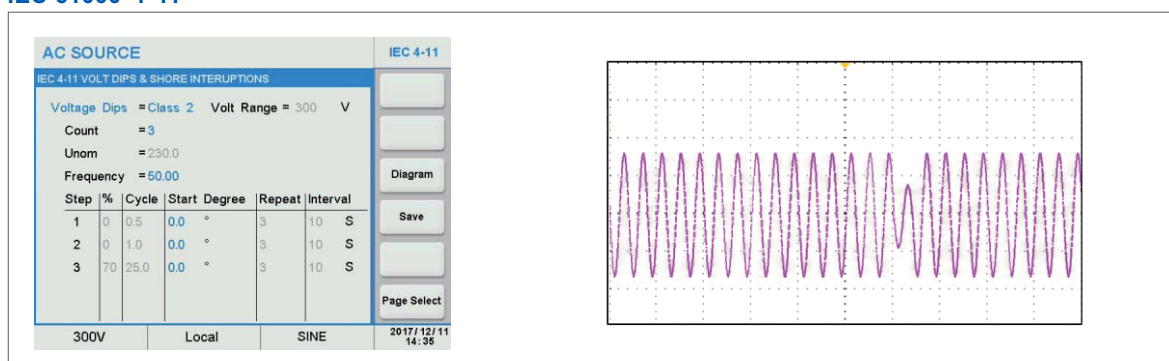 AC SOURCE
IEC 4-11
IEC 4-11 VOLT DIPS & SHORE INTERUPTIONS
Voltage Dips =Class 2 Volt Range = 300 V
Count =3
Unom =230.0
Frequency =50.00
Diagram
Step % Cycle Start Degree Repeat Interval
1 0 0.5 0.0 ° 3 10 S
Save
2 0 1.0 0.0 ° 3 10 S
3 70 25.0 0.0 ° 3 10 S
Page Select
300V Local SINE
2017/12/11
14:35